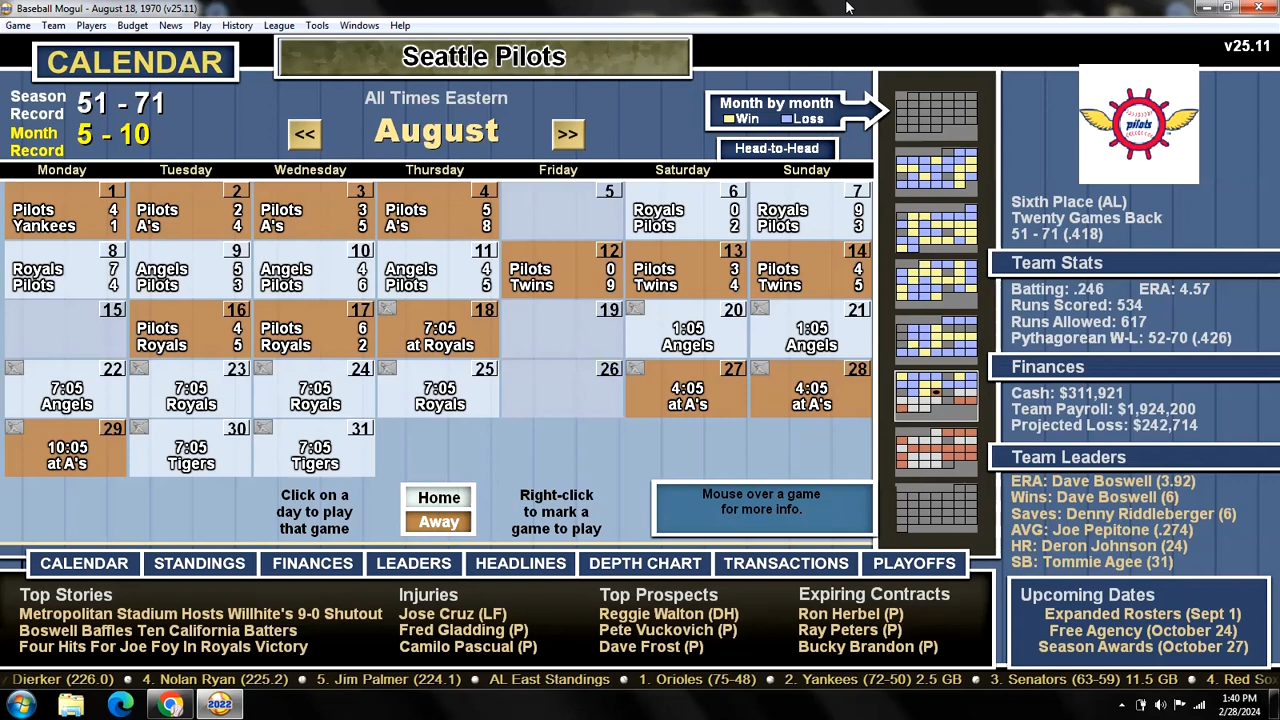 Baseball Mogul - August 18, 1970 (v25.11)
Game Team Players Budget News Play History League Tools Windows Help
CALENDAR
Seattle Pilots
v25.11
Season Record 51 - 71
Month Record 5 - 10
All Times Eastern
<< August >>
Month by month
Win Loss
Head-to-Head
pilots
Monday Tuesday Wednesday Thursday Friday Saturday Sunday
1 2 3 4 5 6 7
Pilots 4 Pilots 2 Pilots 3 Pilots 5 Royals 0 Royals 9
Yankees 1 A's 4 A's 5 A's 8 Pilots 2 Pilots 3
8 9 10 11 12 13 14
Royals 7 Angels 5 Angels 4 Angels 4 Pilots 0 Pilots 3 Pilots 4
Pilots 4 Pilots 3 Pilots 6 Pilots 5 Twins 9 Twins 4 Twins 5
15 16 17 18 19 20 21
Pilots 4 Pilots 6 7:05 1:05 1:05
Royals 5 Royals 2 at Royals Angels Angels
22 23 24 25 26 27 28
7:05 7:05 7:05 7:05 4:05 4:05
Angels Royals Royals Royals at A's at A's
29 30 31
10:05 7:05 7:05
at A's Tigers Tigers
Click on a
day to play
that game
Home
Away
Right-click
to mark a
game to play
Mouse over a game
for more info.
Sixth Place (AL)
Twenty Games Back
51 - 71 (.418)
Team Stats
Batting: .246 ERA: 4.57
Runs Scored: 534
Runs Allowed: 617
Pythagorean W-L: 52-70 (.426)
Finances
Cash: $311,921
Team Payroll: $1,924,200
Projected Loss: $242,714
Team Leaders
ERA: Dave Boswell (3.92)
Wins: Dave Boswell (6)
Saves: Denny Riddleberger (6)
AVG: Joe Pepitone (.274)
HR: Deron Johnson (24)
SB: Tommie Agee (31)
CALENDAR STANDINGS FINANCES LEADERS HEADLINES DEPTH CHART TRANSACTIONS PLAYOFFS
Top Stories
Metropolitan Stadium Hosts Willhite's 9-0 Shutout
Boswell Baffles Ten California Batters
Four Hits For Joe Foy In Royals Victory
Injuries
Jose Cruz (LF)
Fred Gladding (P)
Camilo Pascual (P)
Top Prospects
Reggie Walton (DH)
Pete Vuckovich (P)
Dave Frost (P)
Expiring Contracts
Ron Herbel (P)
Ray Peters (P)
Bucky Brandon (P)
Upcoming Dates
Expanded Rosters (Sept 1)
Free Agency (October 24)
Season Awards (October 27)
Dierker (226.0) • 4. Nolan Ryan (225.2) • 5. Jim Palmer (224.1) • AL East Standings • 1. Orioles (75-48) • 2. Yankees (72-50) 2.5 GB • 3. Senators (63-59) 11.5 GB • 4. Red So
2022
1:40 PM
2/28/2024